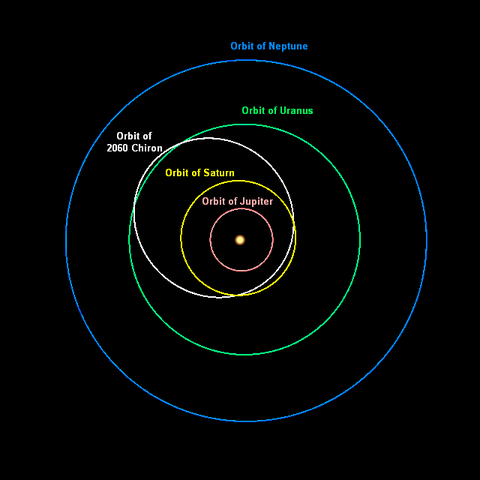 Orbit of Neptune
Orbit of Uranus
Orbit of
2060 Chiron
Orbit of Saturn
Orbit of Jupiter